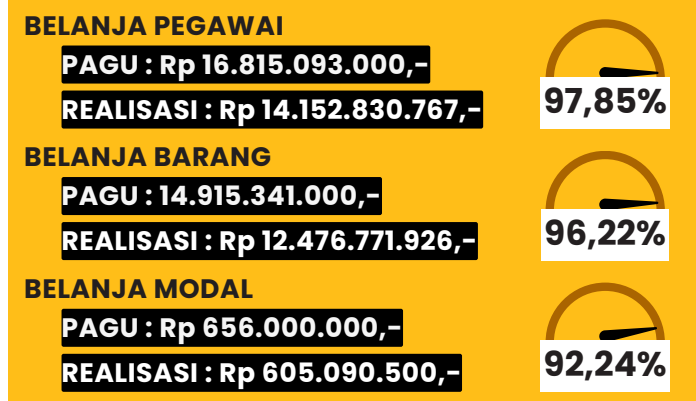 BELANJA PEGAWAI
PAGU : Rp 16.815.093.000,-
REALISASI : Rp 14.152.830.767,-
97,85%
BELANJA BARANG
PAGU : 14.915.341.000,-
REALISASI : Rp 12.476.771.926,-
96,22%
BELANJA MODAL
PAGU : Rp 656.000.000,-
REALISASI : Rp 605.090.500,-
92,24%